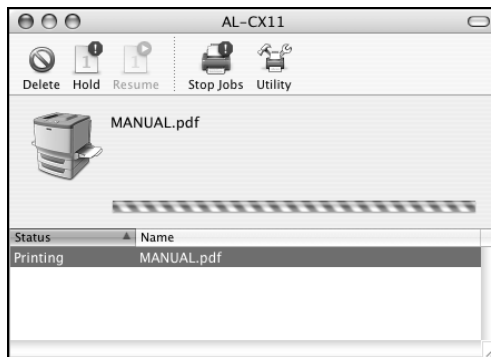 AL-CX11
Delete Hold Resume Stop Jobs Utility
MANUAL.pdf
Status Name
Printing MANUAL.pdf